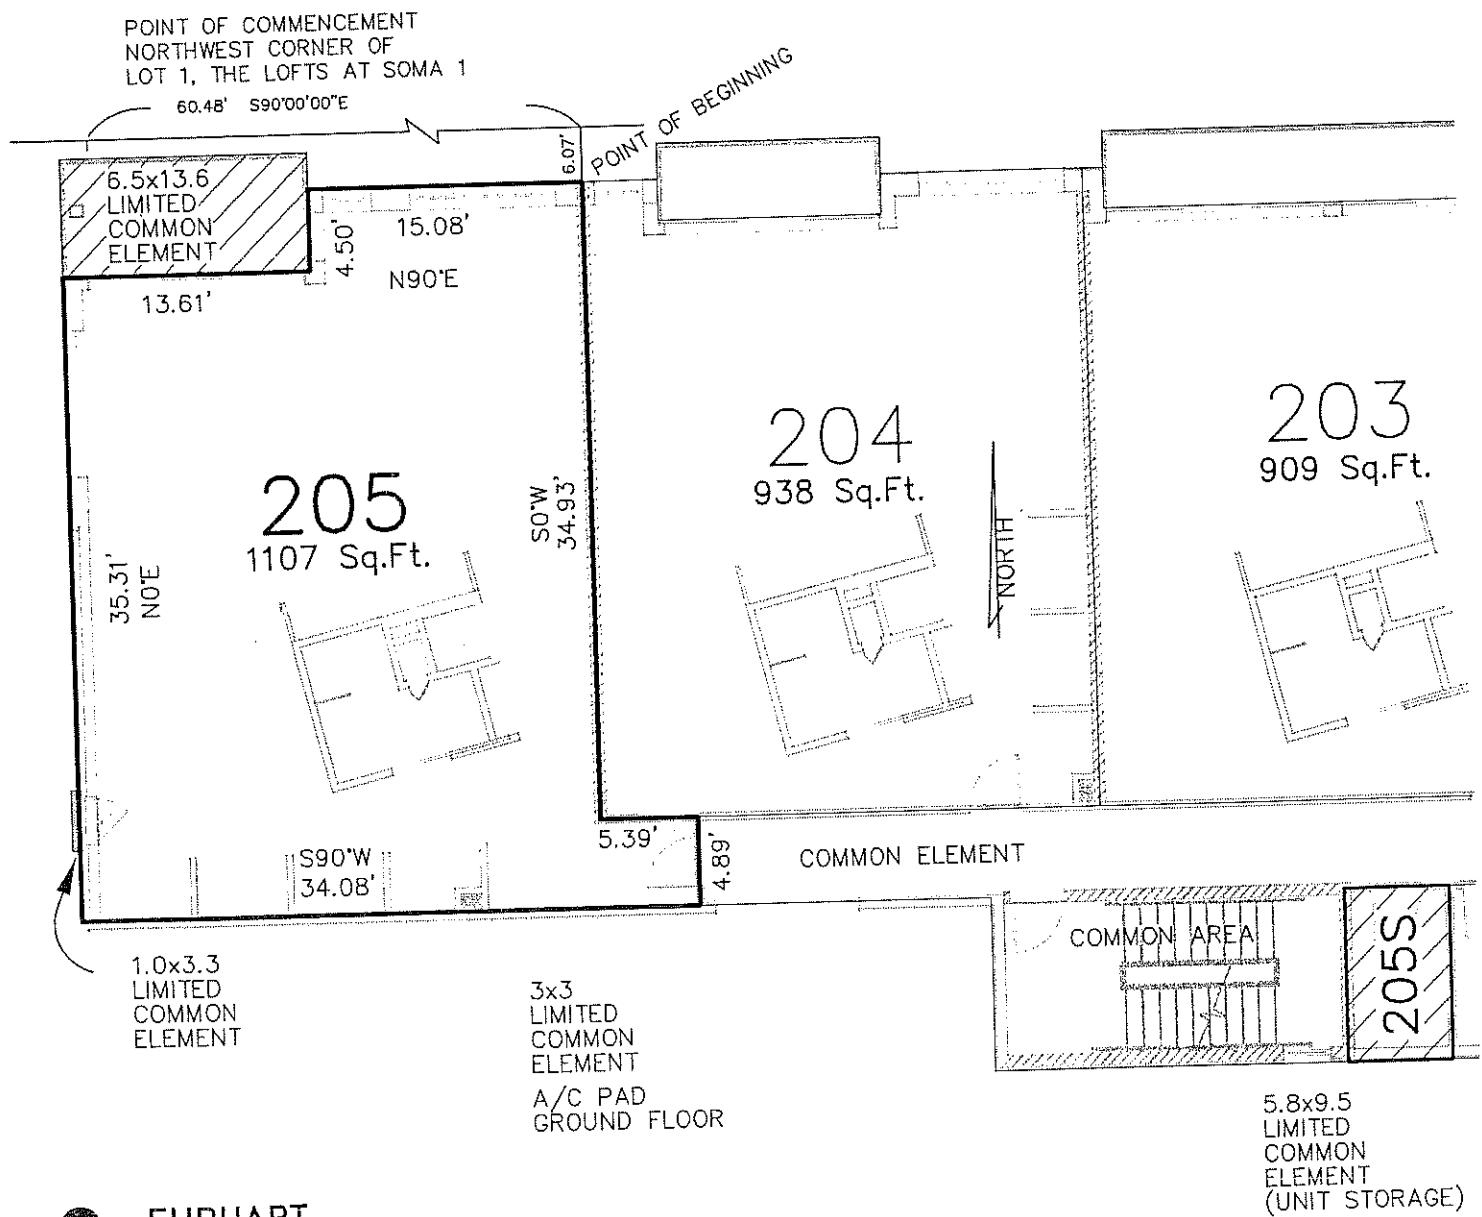 POINT OF COMMENCEMENT
NORTHWEST CORNER OF
LOT 1, THE LOFTS AT SOMA 1
60.48' S90°00'00"E
6.07'
POINT OF BEGINNING
6.5x13.6
LIMITED
COMMON
ELEMENT
4.50'
15.08'
N90°E
13.61'
205
1107 Sq.Ft.
S0°W
34.93'
35.31'
N0°E
204
938 Sq.Ft.
NORTH
203
909 Sq.Ft.
S90°W
34.08'
5.39'
4.89'
COMMON ELEMENT
COMMON AREA
205S
1.0x3.3
LIMITED
COMMON
ELEMENT
3x3
LIMITED
COMMON
ELEMENT
A/C PAD
GROUND FLOOR
5.8x9.5
LIMITED
COMMON
ELEMENT
(UNIT STORAGE)